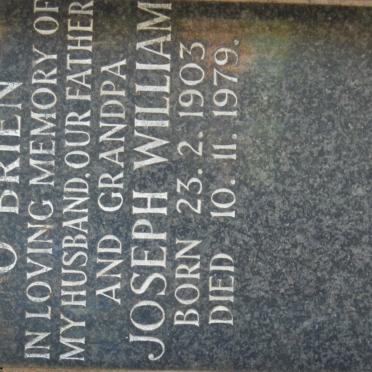 O'BRIEN
IN LOVING MEMORY OF
MY HUSBAND, OUR FATHER
AND GRANDPA
JOSEPH WILLIAM
BORN 23. 2. 1903
DIED 10. 11. 1979.